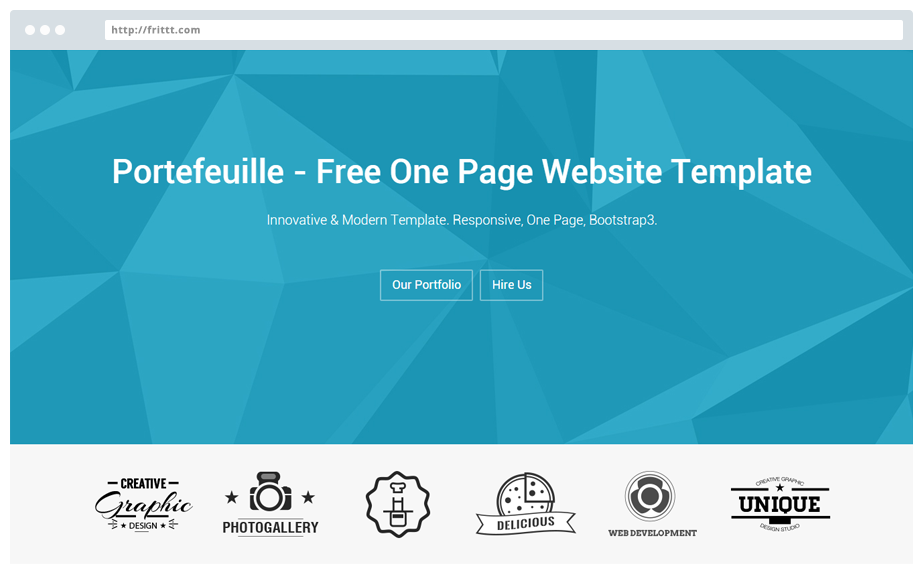 http://frittt.com
Portefeuille - Free One Page Website Template
Innovative & Modern Template. Responsive, One Page, Bootstrap3.
Our Portfolio
Hire Us
CREATIVE
Graphic
DESIGN
PHOTOGALLERY
DELICIOUS
WEB DEVELOPMENT
CREATIVE GRAPHIC
UNIQUE
DESIGN STUDIO